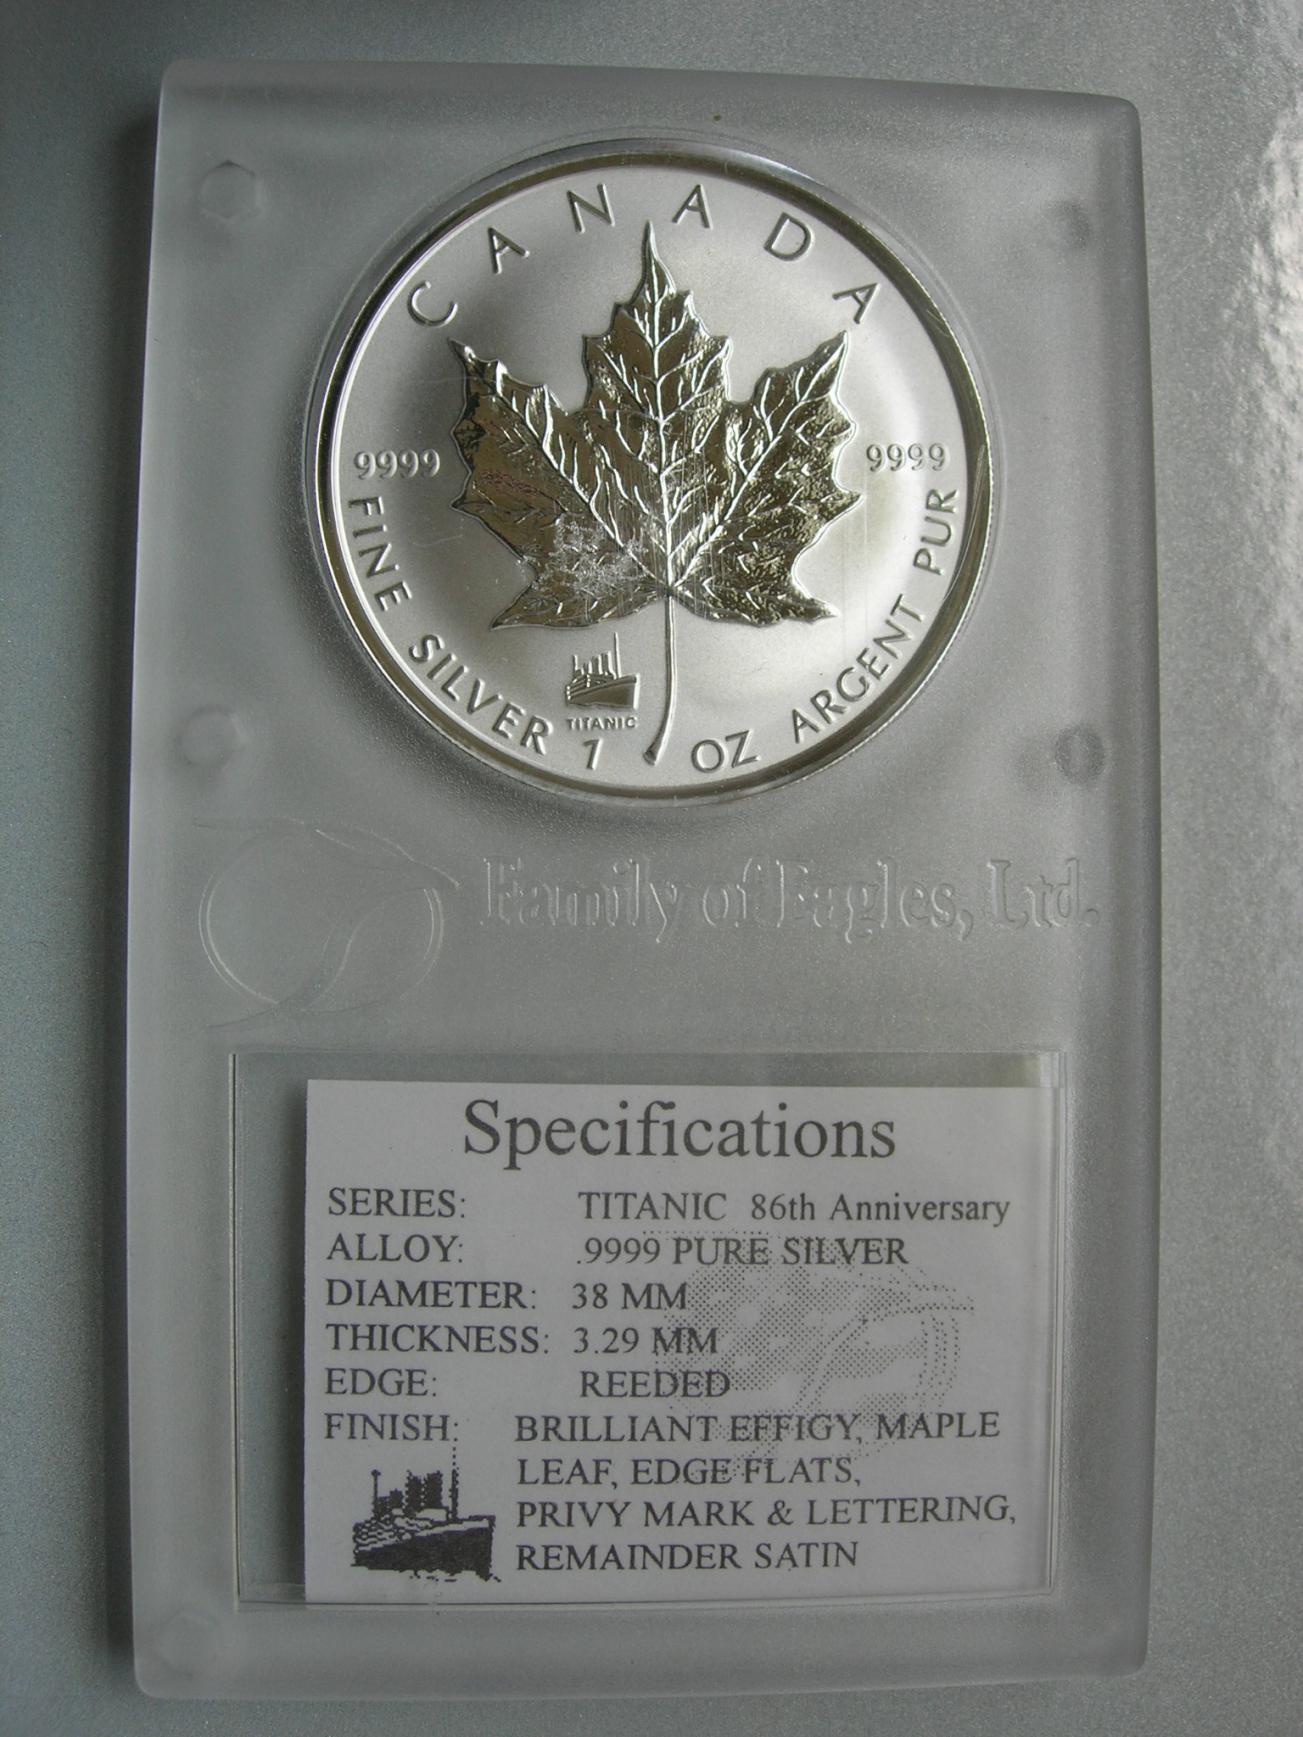 CANADA
9999
9999
FINE SILVER 1 OZ ARGENT PUR
TITANIC
Family of Eagles, Ltd.
Specifications
SERIES: TITANIC 86th Anniversary
ALLOY: .9999 PURE SILVER
DIAMETER: 38 MM
THICKNESS: 3.29 MM
EDGE: REEDED
FINISH: BRILLIANT EFFIGY, MAPLE
LEAF, EDGE FLATS,
PRIVY MARK & LETTERING,
REMAINDER SATIN